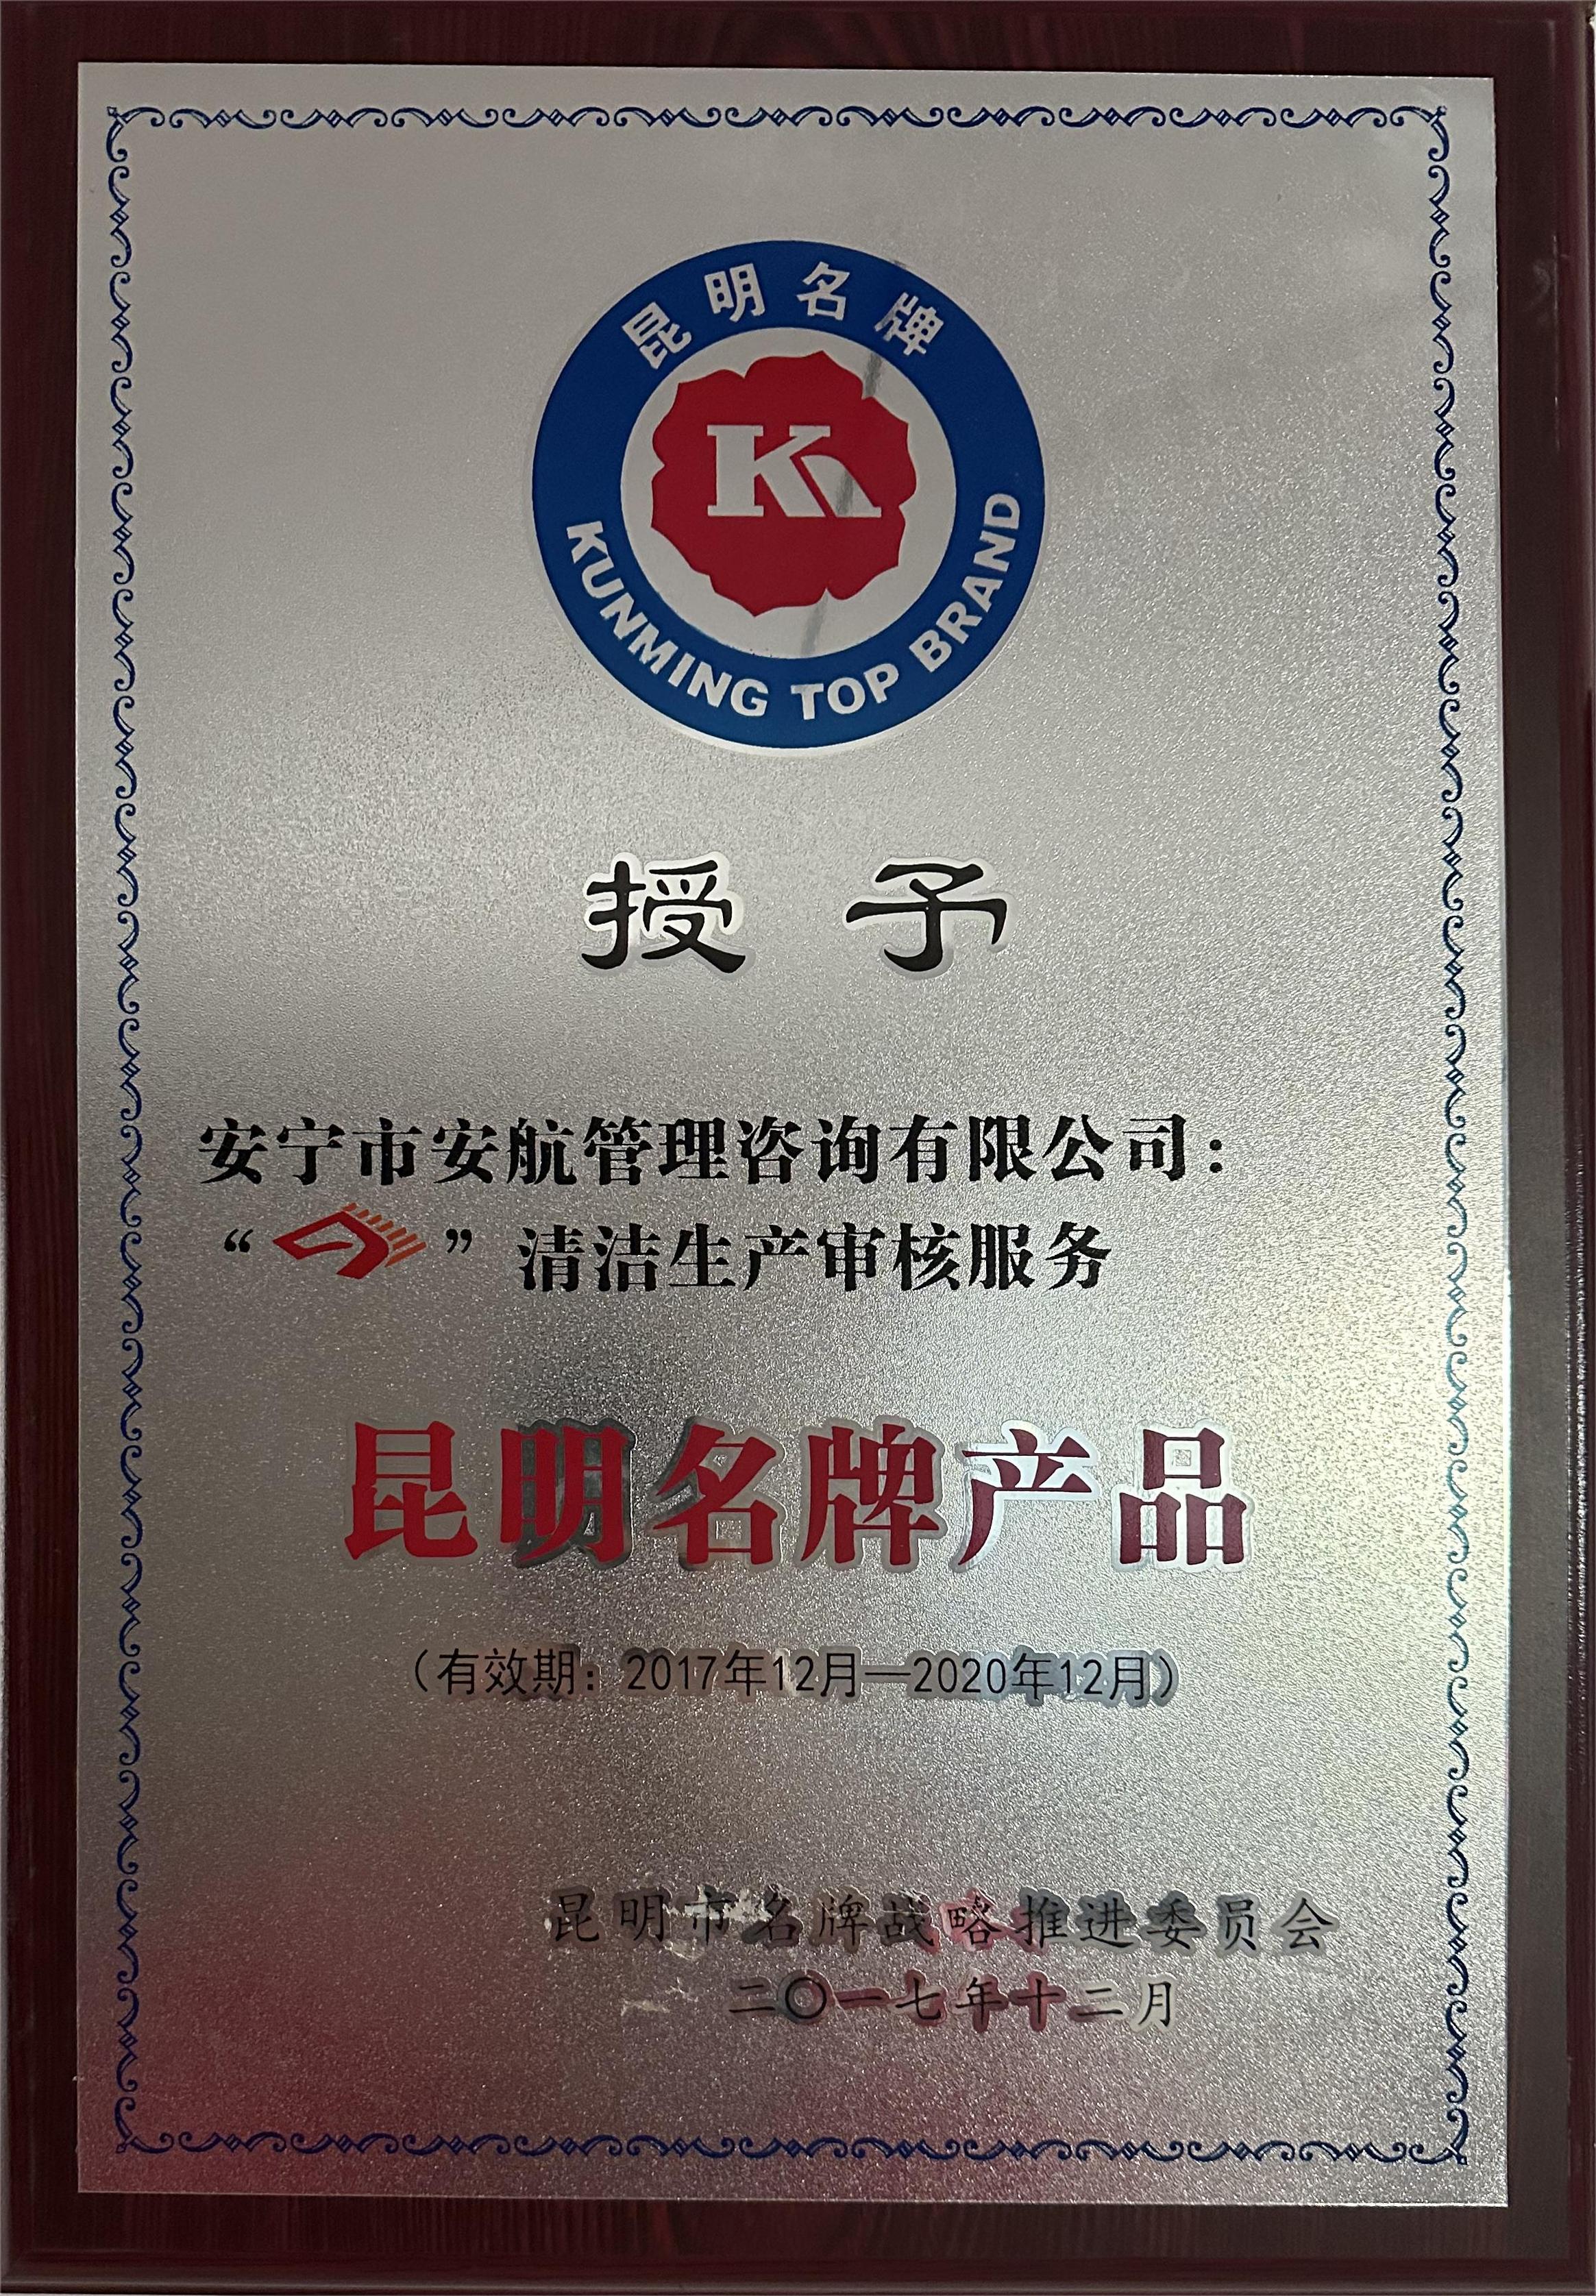 昆明名牌
K
KUNMING TOP BRAND
授予
安宁市安航管理咨询有限公司：
“ ”清洁生产审核服务
昆明名牌产品
（有效期：2017年12月—2020年12月）
昆明市名牌战略推进委员会
二〇一七年十二月